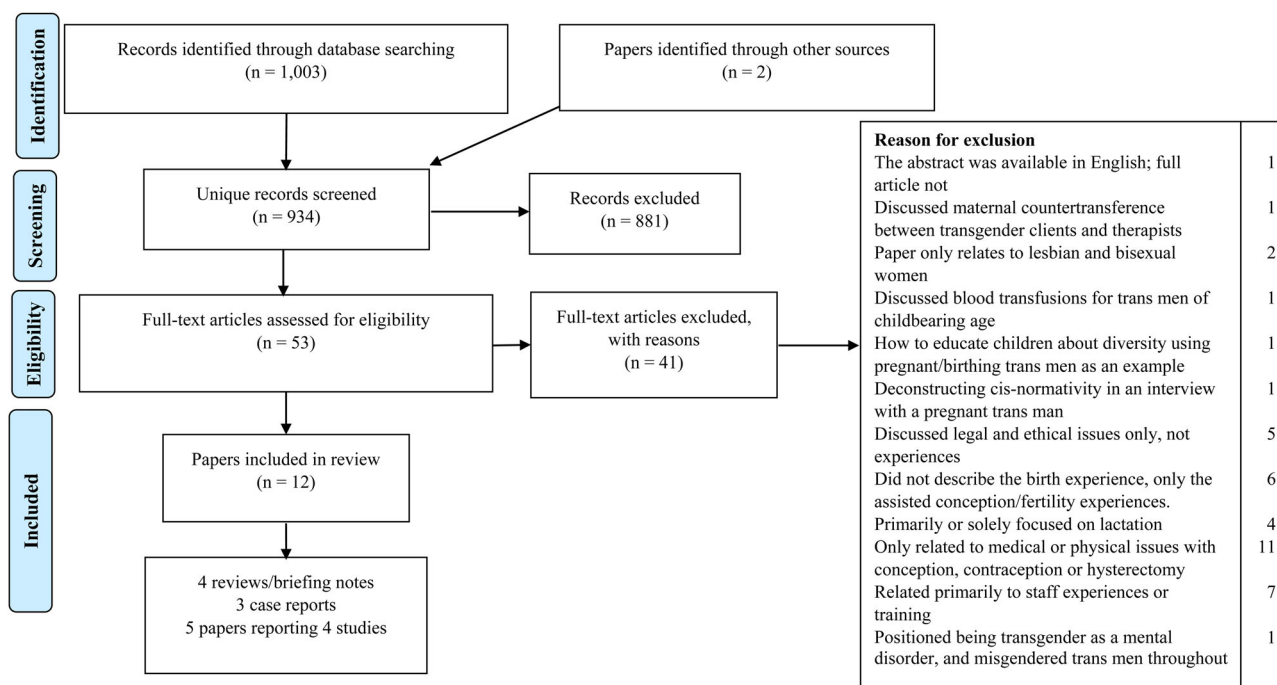 Identification
Records identified through database searching
(n = 1,003)
Papers identified through other sources
(n = 2)
Screening
Unique records screened
(n = 934)
Records excluded
(n = 881)
Eligibility
Full-text articles assessed for eligibility
(n = 53)
Full-text articles excluded,
with reasons
(n = 41)
Included
Papers included in review
(n = 12)
4 reviews/briefing notes
3 case reports
5 papers reporting 4 studies
Reason for exclusion
The abstract was available in English; full 1
article not
Discussed maternal countertransference 1
between transgender clients and therapists
Paper only relates to lesbian and bisexual 2
women
Discussed blood transfusions for trans men of 1
childbearing age
How to educate children about diversity using 1
pregnant/birthing trans men as an example
Deconstructing cis-normativity in an interview 1
with a pregnant trans man
Discussed legal and ethical issues only, not 5
experiences
Did not describe the birth experience, only the 6
assisted conception/fertility experiences.
Primarily or solely focused on lactation 4
Only related to medical or physical issues with 11
conception, contraception or hysterectomy
Related primarily to staff experiences or 7
training
Positioned being transgender as a mental 1
disorder, and misgendered trans men throughout